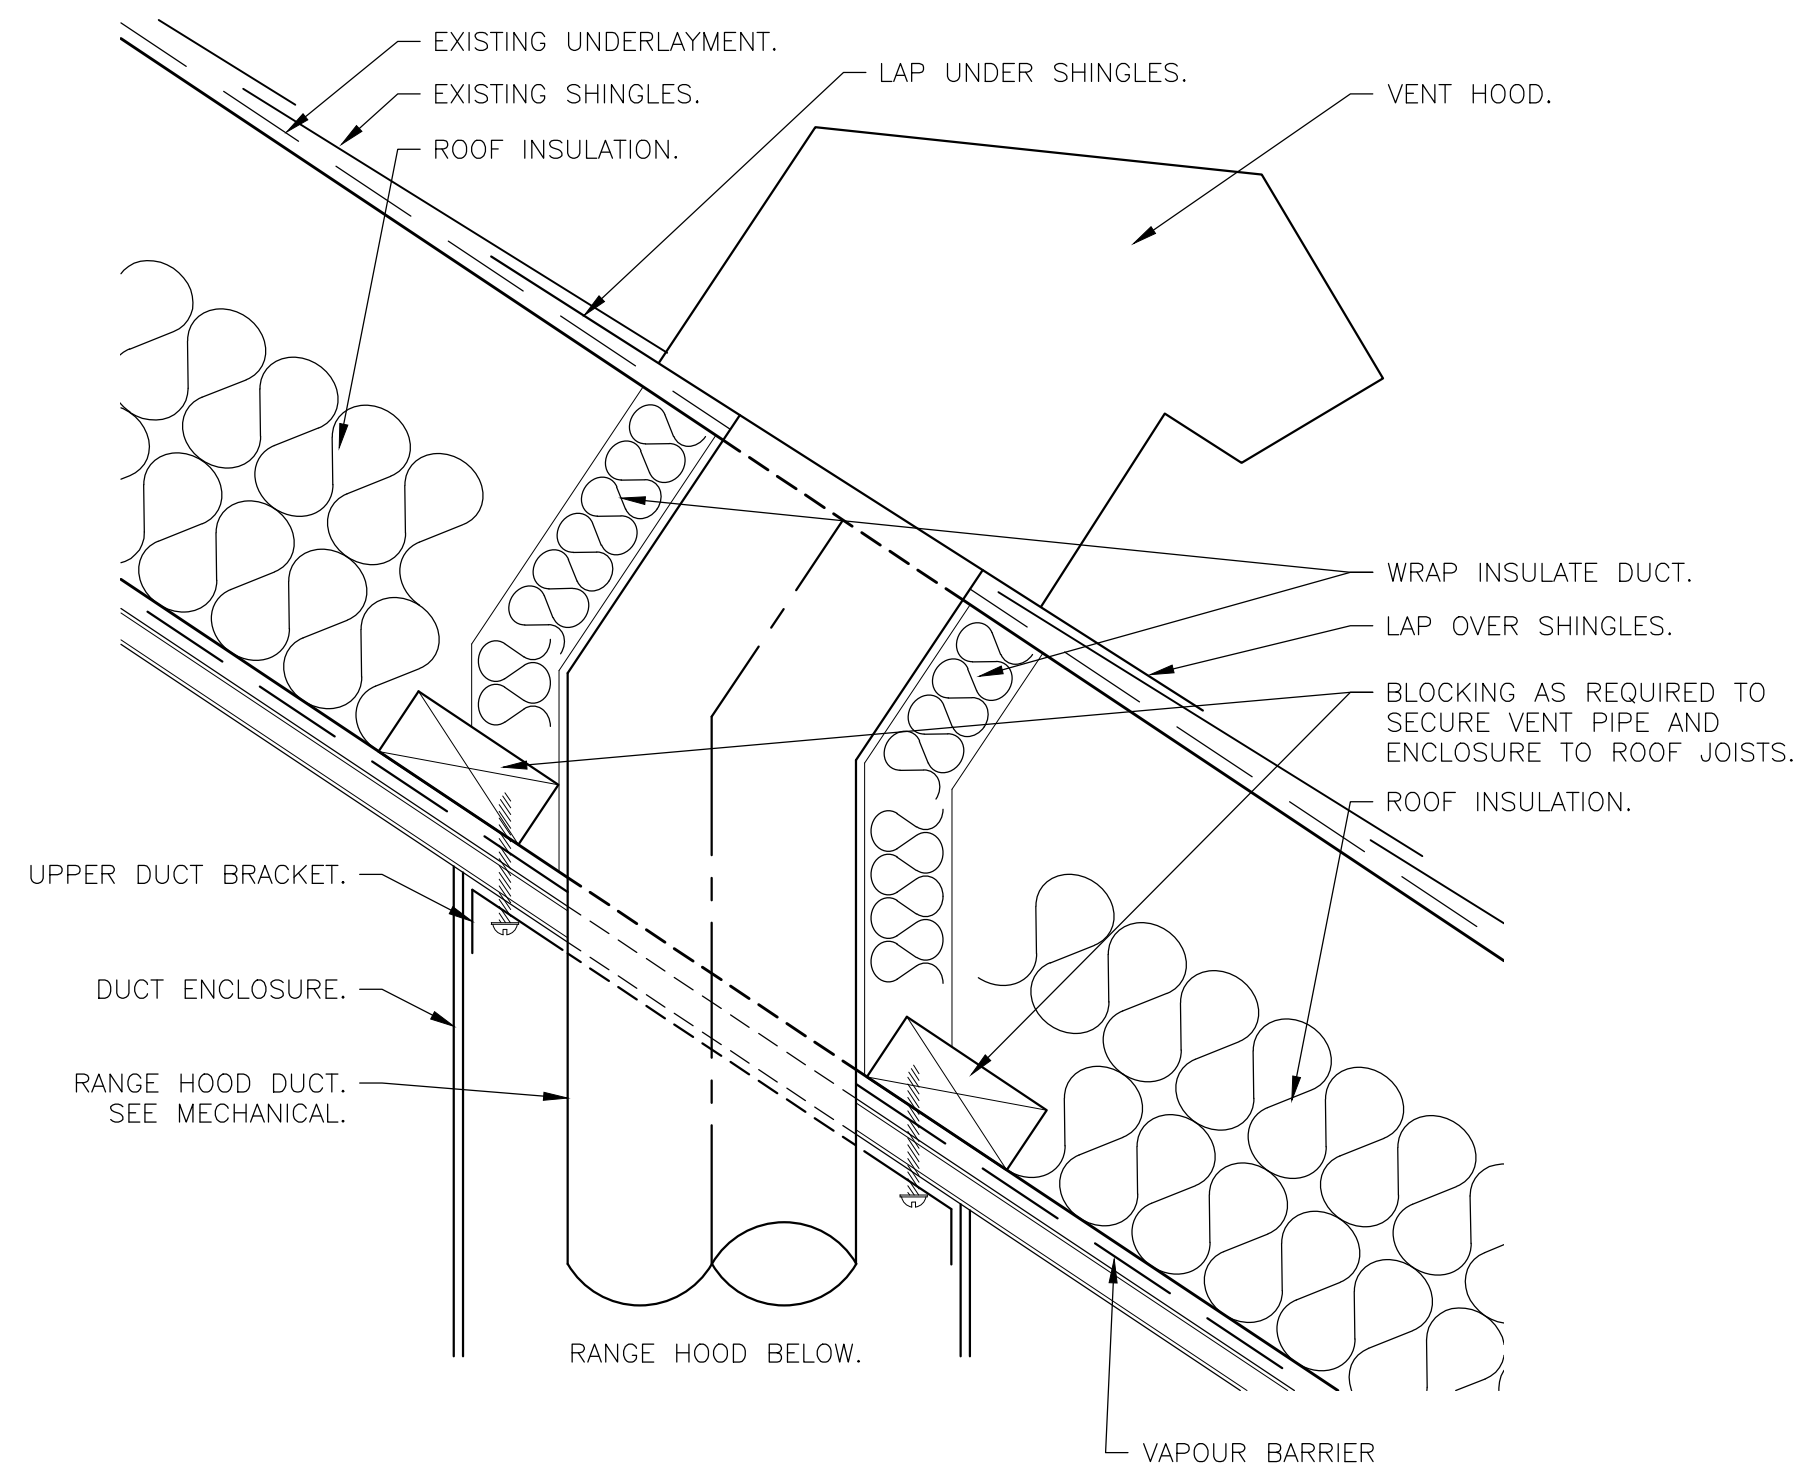 EXISTING UNDERLAYMENT.
LAP UNDER SHINGLES.
EXISTING SHINGLES.
VENT HOOD.
ROOF INSULATION.
WRAP INSULATE DUCT.
LAP OVER SHINGLES.
BLOCKING AS REQUIRED TO
SECURE VENT PIPE AND
ENCLOSURE TO ROOF JOISTS.
ROOF INSULATION.
UPPER DUCT BRACKET.
DUCT ENCLOSURE.
RANGE HOOD DUCT.
SEE MECHANICAL.
RANGE HOOD BELOW.
VAPOUR BARRIER